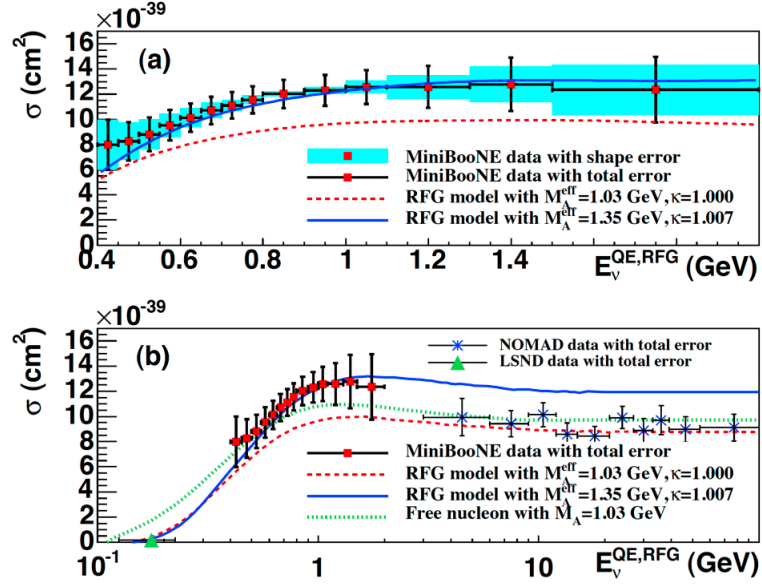 ×10⁻³⁹
σ (cm²)
16
14
12
10
8
6
4
2
0
(a)
MiniBooNE data with shape error
MiniBooNE data with total error
RFG model with M_A^eff=1.03 GeV,κ=1.000
RFG model with M_A^eff=1.35 GeV,κ=1.007
0.4 0.6 0.8 1 1.2 1.4
E_ν^QE,RFG (GeV)
×10⁻³⁹
σ (cm²)
16
14
12
10
8
6
4
2
0
(b)
NOMAD data with total error
LSND data with total error
MiniBooNE data with total error
RFG model with M_A^eff=1.03 GeV,κ=1.000
RFG model with M_A^eff=1.35 GeV,κ=1.007
Free nucleon with M_A=1.03 GeV
10⁻¹ 1 10
E_ν^QE,RFG (GeV)